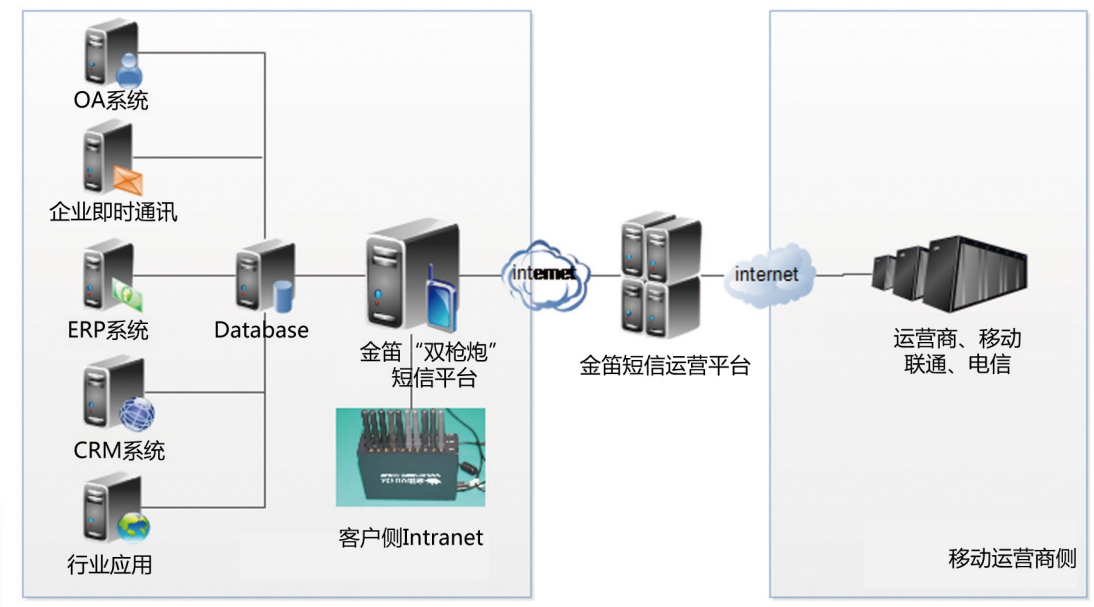 OA系统
企业即时通讯
ERP系统
Database
CRM系统
行业应用
金笛“双枪炮”
短信平台
客户侧Intranet
internet
金笛短信运营平台
internet
运营商、移动
联通、电信
移动运营商侧